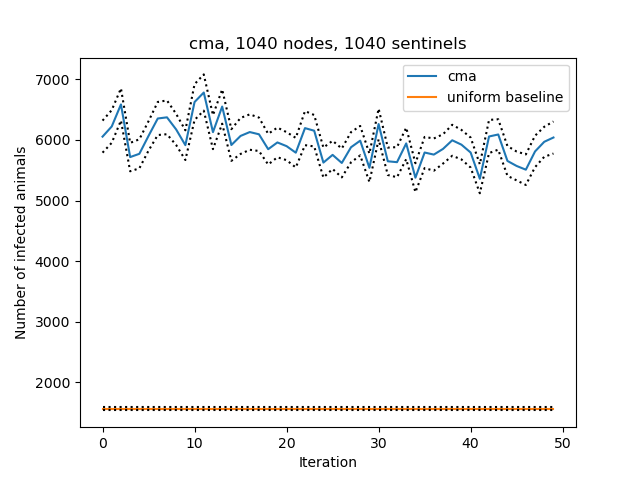 cma, 1040 nodes, 1040 sentinels
cma
uniform baseline
7000
6000
5000
4000
3000
2000
Number of infected animals
0
10
20
30
40
50
Iteration